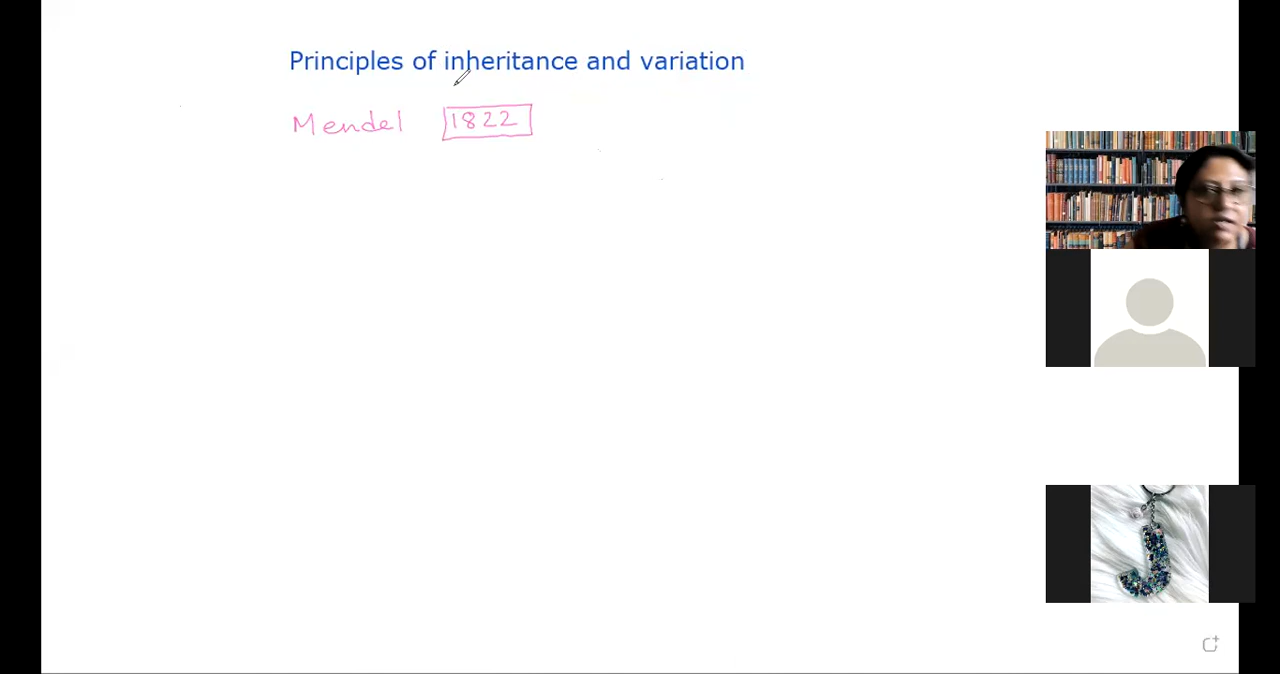 Principles of inheritance and variation
Mendel 1822
J